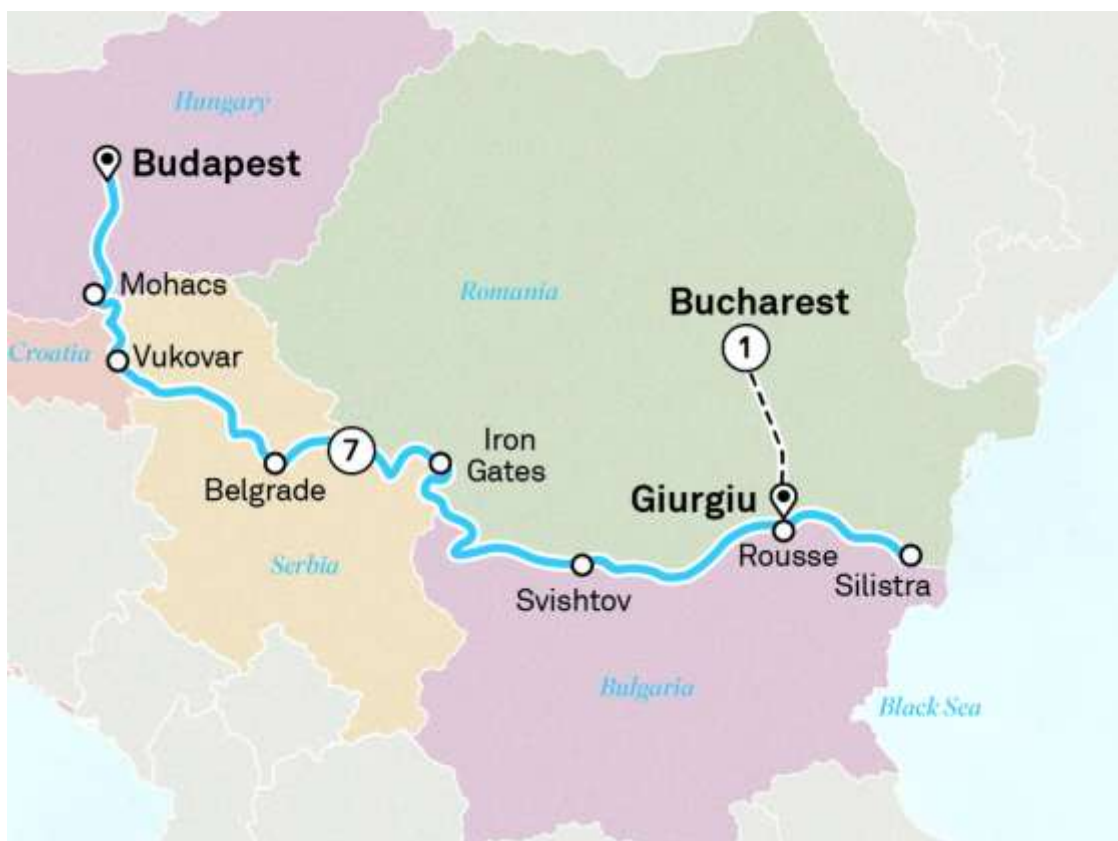 Hungary
Budapest
Mohacs
Romania
Bucharest
1
Croatia
Vukovar
7
Iron
Gates
Belgrade
Giurgiu
Rousse
Serbia
Svishtov
Silistra
Bulgaria
Black Sea